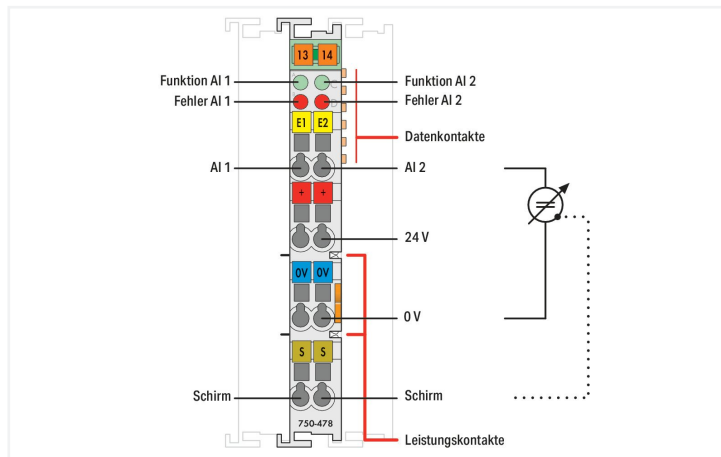 13 14
Funktion AI 1
Funktion AI 2
C
Fehler AI 1
Fehler AI 2
E1 E2
Datenkontakte
AI 1
AI 2
+ +
24 V
0V 0V
0 V
S S
Schirm
Schirm
750-478
Leistungskontakte